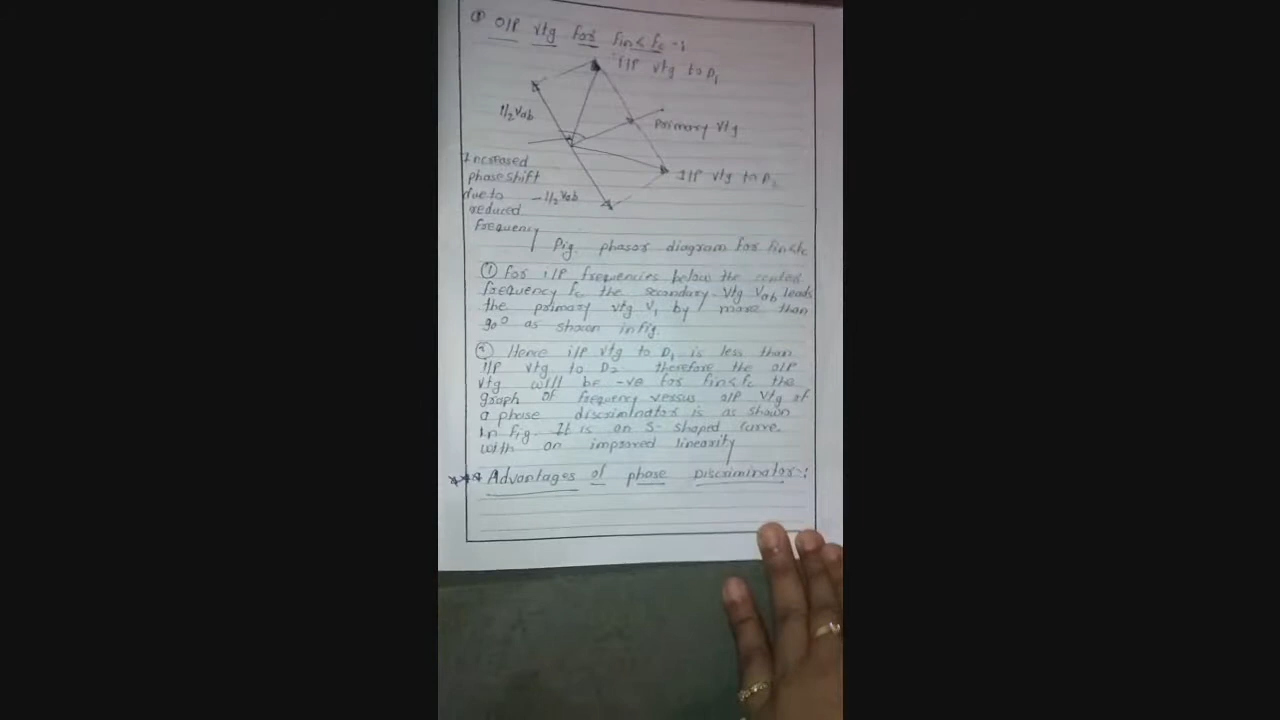 ③ O/P vtg for fin< fc -:
I/P vtg to D1
1/2 Vab
primary vtg
Increased
phase shift
due to
reduced
frequency
I/P vtg to D2
-1/2 Vab
Fig. phasor diagram for fin<fc
① For i/p frequencies below the center
frequency fc the secondary vtg Vab leads
the primary vtg V1 by more than
90° as shown in fig.
② Hence i/p vtg to D1 is less than
I/P vtg to D2 therefore the o/p
vtg will be -ve for fin<fc the
graph of frequency versus o/p vtg of
a phase discriminator is as shown
in fig. It is an S-shaped curve.
with an improved linearity
*** Advantages of phase Discriminator -: